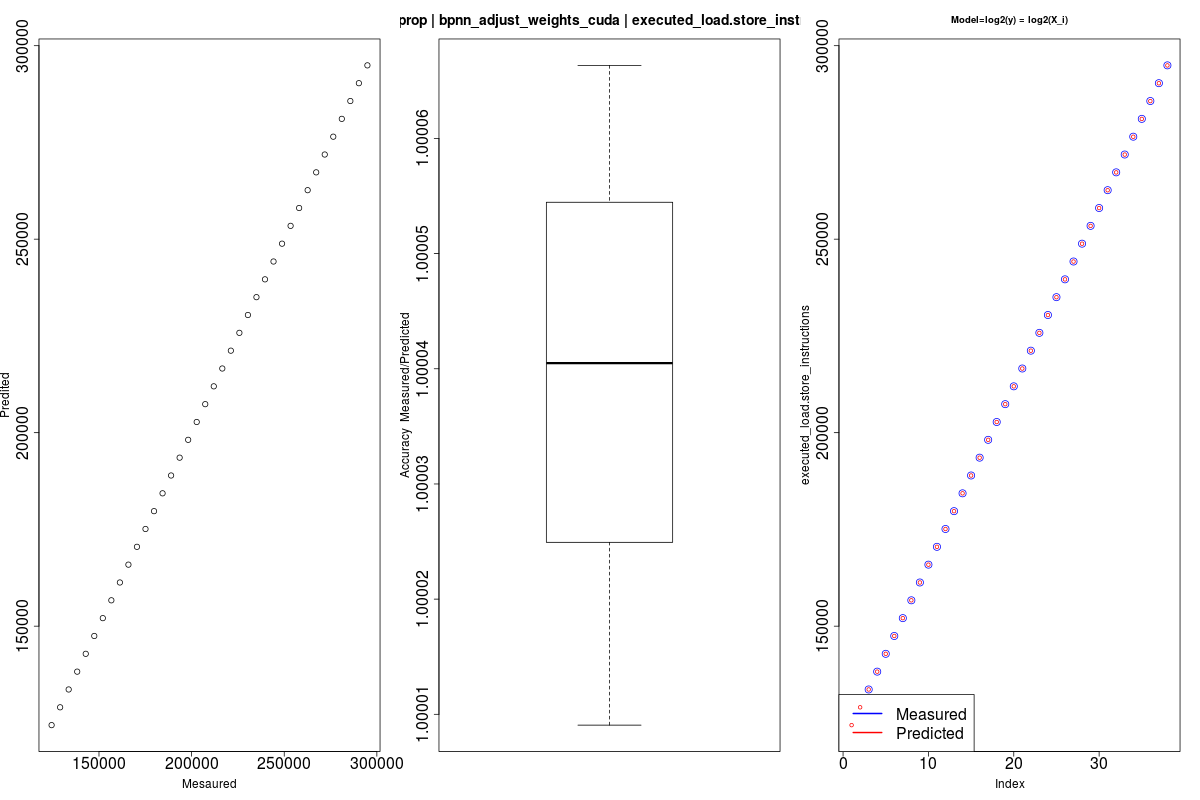 prop | bpnn_adjust_weights_cuda | executed_load.store_inst
Model=log2(y) = log2(X_i)
Predited
150000
200000
250000
300000
150000 200000 250000 300000
Mesaured
Accuracy Measured/Predicted
1.00001
1.00002
1.00003
1.00004
1.00005
1.00006
executed_load.store_instructions
150000
200000
250000
300000
Measured
Predicted
0 10 20 30
Index